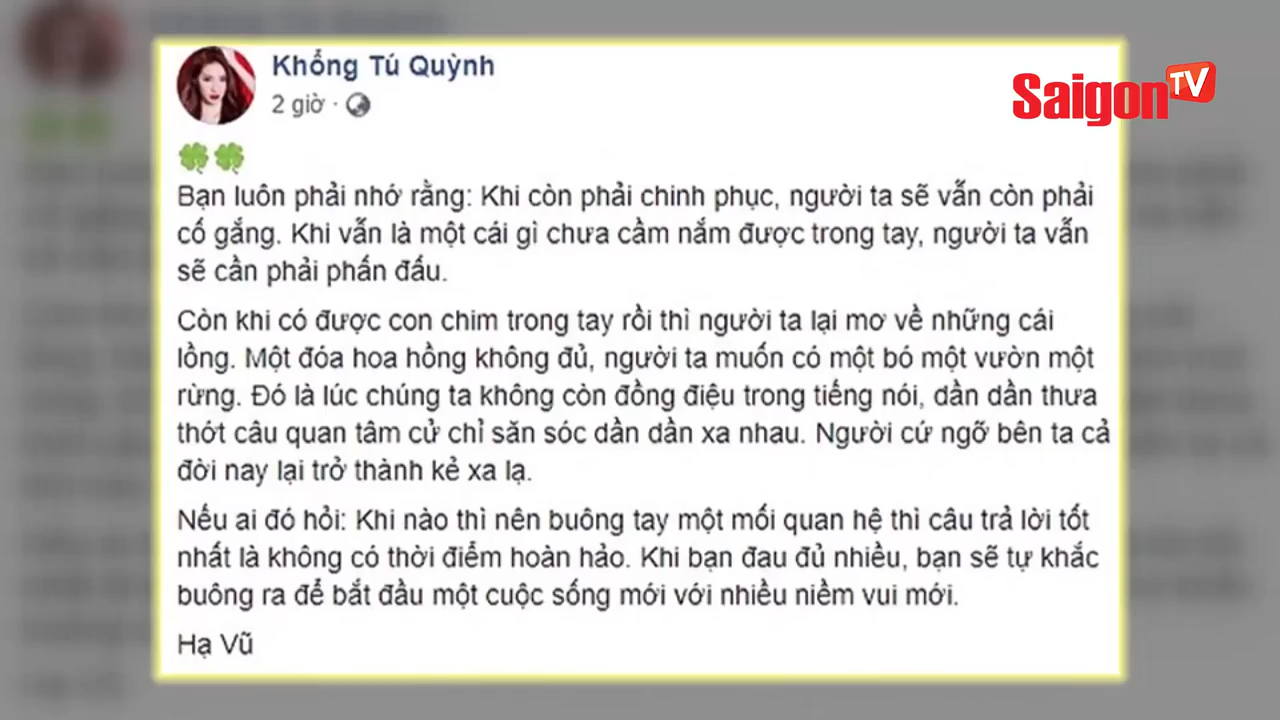 Khổng Tú Quỳnh
2 giờ ·
Saigon TV
Bạn luôn phải nhớ rằng: Khi còn phải chinh phục, người ta sẽ vẫn còn phải
cố gắng. Khi vẫn là một cái gì chưa cầm nắm được trong tay, người ta vẫn
sẽ cần phải phấn đấu.
Còn khi có được con chim trong tay rồi thì người ta lại mơ về những cái
lồng. Một đóa hoa hồng không đủ, người ta muốn có một bó một vườn một
rừng. Đó là lúc chúng ta không còn đồng điệu trong tiếng nói, dần dần thưa
thớt câu quan tâm cử chỉ săn sóc dần dần xa nhau. Người cứ ngỡ bên ta cả
đời nay lại trở thành kẻ xa lạ.
Nếu ai đó hỏi: Khi nào thì nên buông tay một mối quan hệ thì câu trả lời tốt
nhất là không có thời điểm hoàn hảo. Khi bạn đau đủ nhiều, bạn sẽ tự khắc
buông ra để bắt đầu một cuộc sống mới với nhiều niềm vui mới.
Hạ Vũ